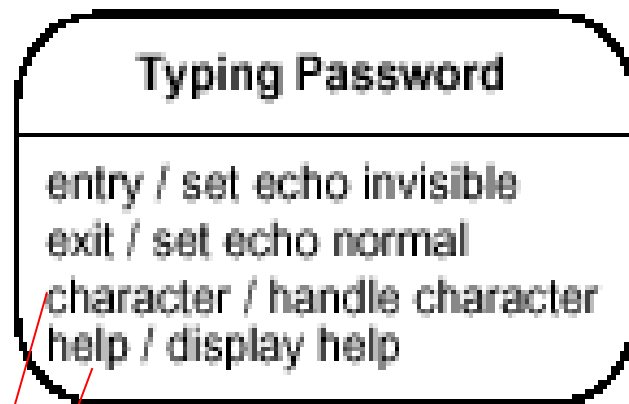 Typing Password
entry / set echo invisible
exit / set echo normal
character / handle character
help / display help